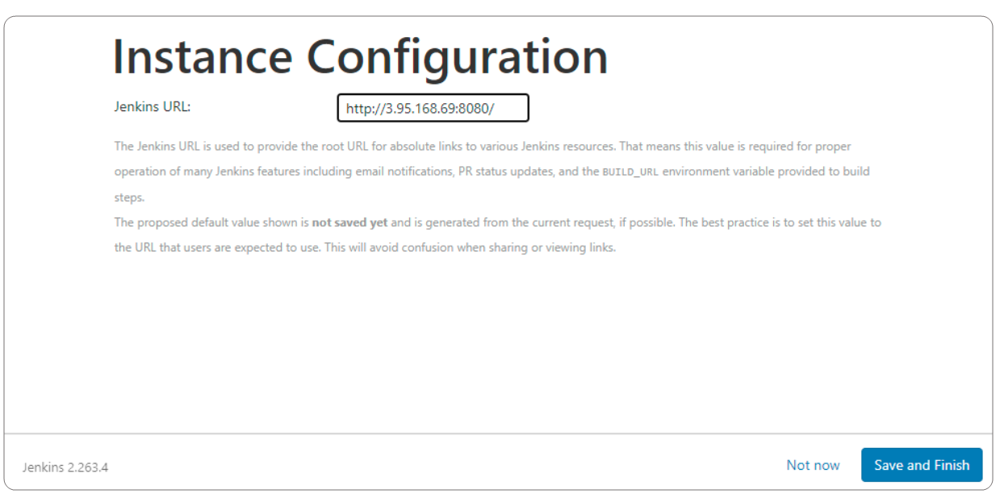 Instance Configuration
Jenkins URL: http://3.95.168.69:8080/
The Jenkins URL is used to provide the root URL for absolute links to various Jenkins resources. That means this value is required for proper
operation of many Jenkins features including email notifications, PR status updates, and the BUILD_URL environment variable provided to build
steps.
The proposed default value shown is not saved yet and is generated from the current request, if possible. The best practice is to set this value to
the URL that users are expected to use. This will avoid confusion when sharing or viewing links.
Jenkins 2.263.4 Not now Save and Finish